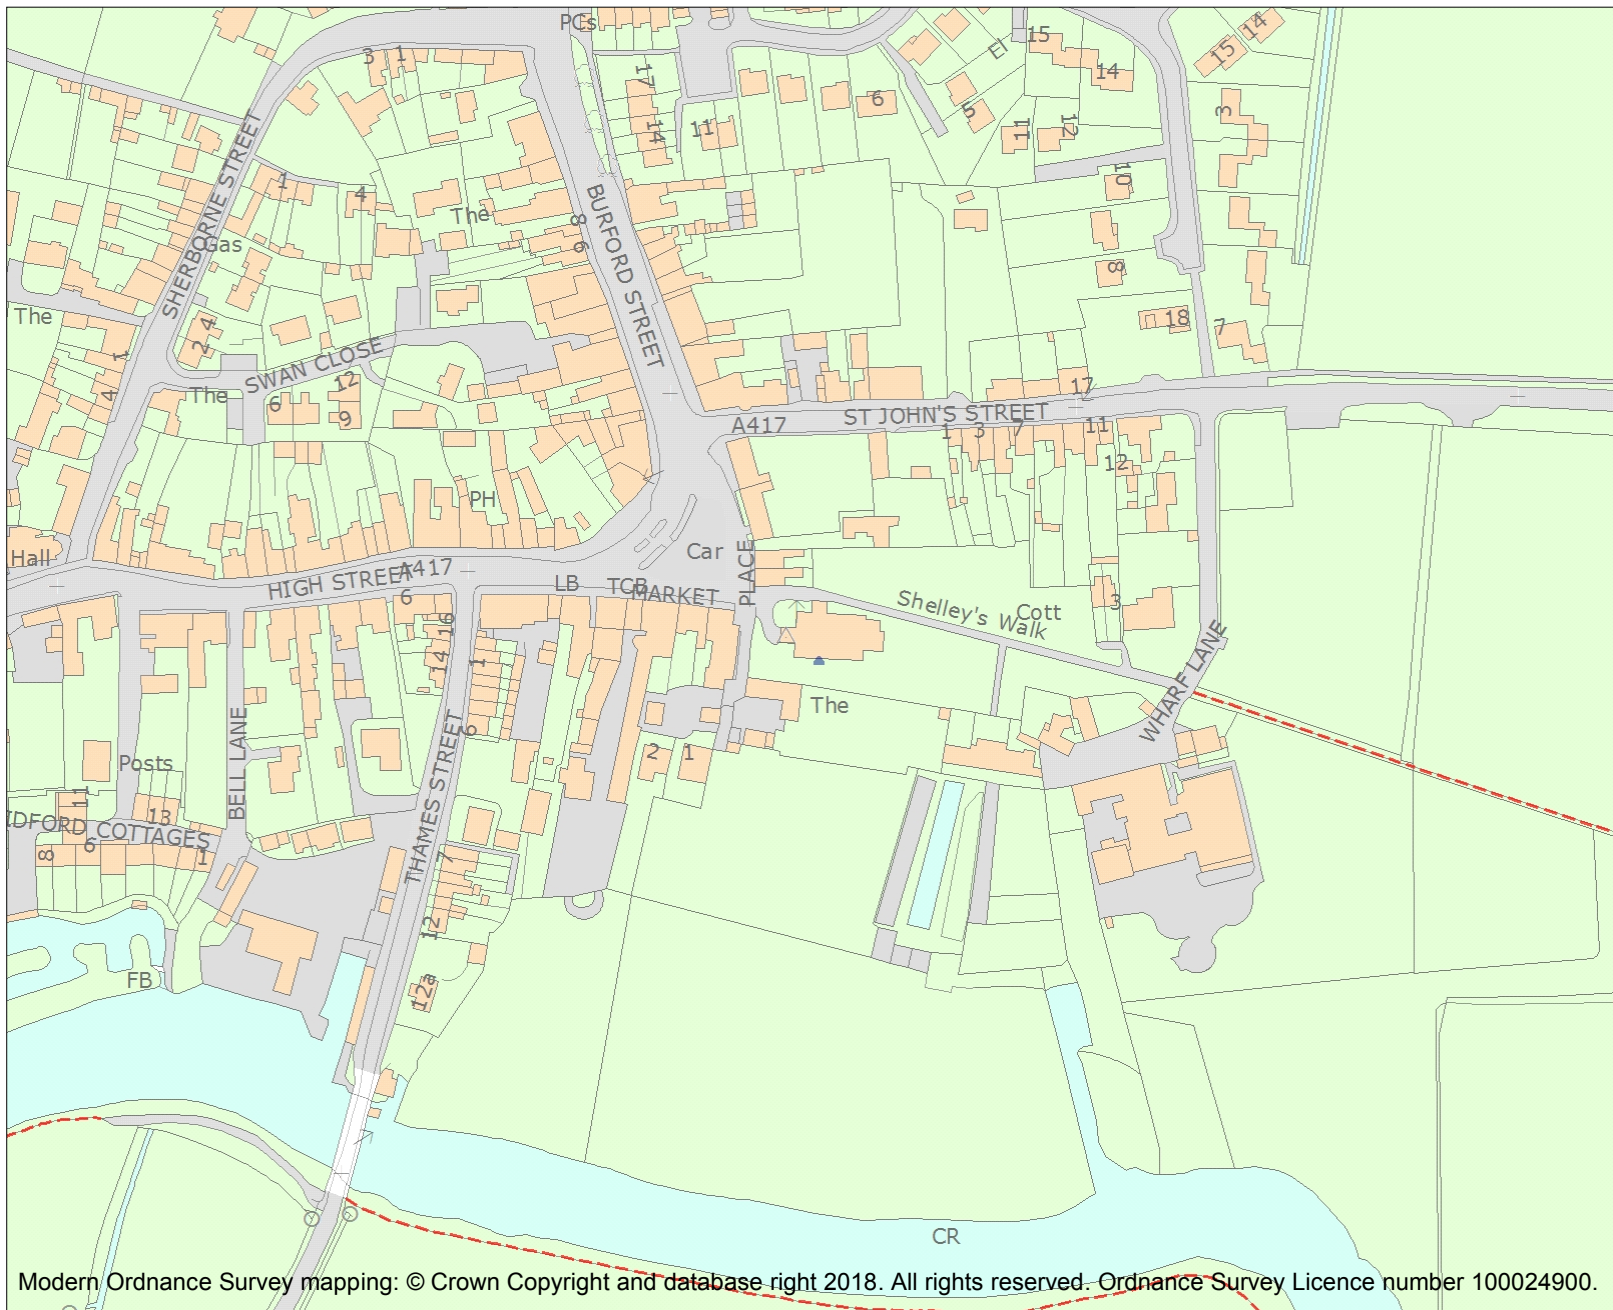 PCs
3
1
17
14
11
6
El
5
15
14
11
12
10
15
14
3
SHERBORNE STREET
1
4
The
8
6
BURFORD STREET
Gas
8
The
24
1
4
SWAN CLOSE
The
6
12
9
18
7
17
A417
ST JOHN'S STREET
1
3
7
11
12
PH
Hall
HIGH STREET
A417
Car
PLACE
LB
TCB
MARKET
6
16
14
1
6
Shelley's Walk
Cott
3
WHARF LANE
The
2
1
BELL LANE
Posts
THAMES STREET
11
13
IDFORD COTTAGES
8
6
1
7
12
12a
FB
CR
Modern Ordnance Survey mapping: © Crown Copyright and database right 2018. All rights reserved. Ordnance Survey Licence number 100024900.